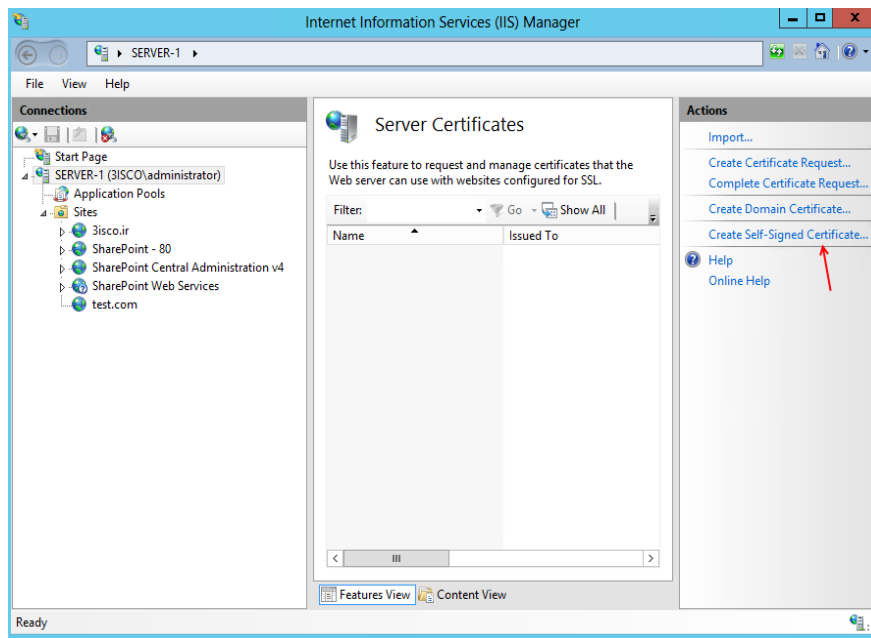 Internet Information Services (IIS) Manager
SERVER-1
File View Help
Connections
Start Page
SERVER-1 (3ISCO\administrator)
Application Pools
Sites
3isco.ir
SharePoint - 80
SharePoint Central Administration v4
SharePoint Web Services
test.com
Server Certificates
Use this feature to request and manage certificates that the
Web server can use with websites configured for SSL.
Filter: Go Show All
Name Issued To
Features View Content View
Actions
Import...
Create Certificate Request...
Complete Certificate Request...
Create Domain Certificate...
Create Self-Signed Certificate...
Help
Online Help
Ready